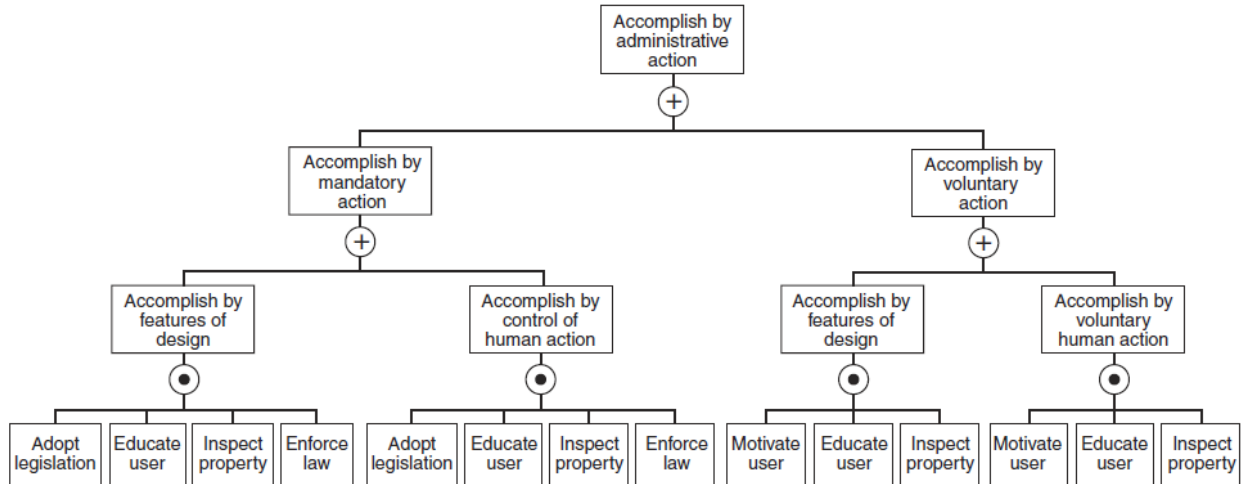 Accomplish by
administrative
action
+
Accomplish by
mandatory
action
Accomplish by
voluntary
action
+
+
Accomplish by
features of
design
Accomplish by
control of
human action
Accomplish by
features of
design
Accomplish by
voluntary
human action
Adopt
legislation
Educate
user
Inspect
property
Enforce
law
Adopt
legislation
Educate
user
Inspect
property
Enforce
law
Motivate
user
Educate
user
Inspect
property
Motivate
user
Educate
user
Inspect
property